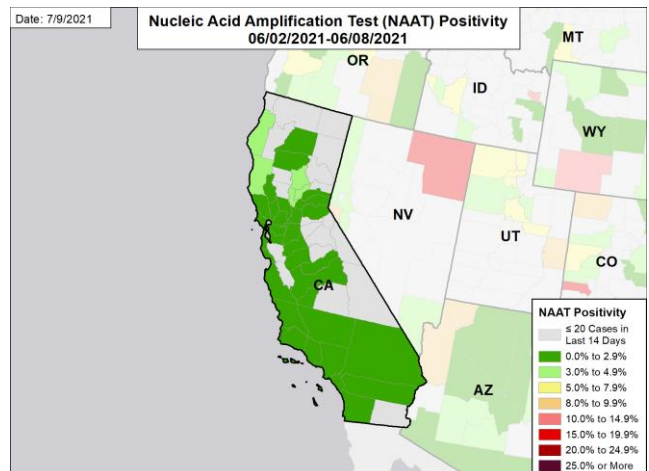 Date: 7/9/2021
Nucleic Acid Amplification Test (NAAT) Positivity
06/02/2021-06/08/2021
MT
OR
ID
WY
NV
UT
CO
CA
AZ
NAAT Positivity
≤ 20 Cases in
Last 14 Days
0.0% to 2.9%
3.0% to 4.9%
5.0% to 7.9%
8.0% to 9.9%
10.0% to 14.9%
15.0% to 19.9%
20.0% to 24.9%
25.0% or More